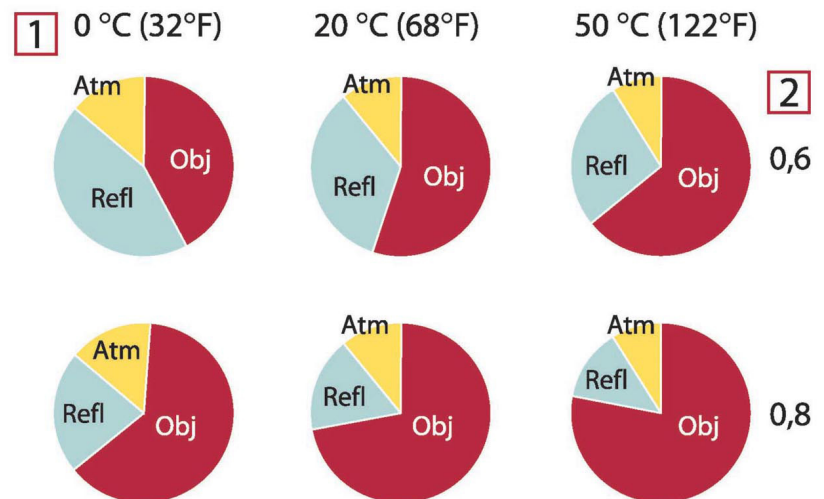 1 0 °C (32°F) 20 °C (68°F) 50 °C (122°F)
Atm Atm Atm
2
Obj Refl Obj Refl Obj Refl 0,6
Atm Atm Atm
Refl Obj Refl Obj Refl Obj 0,8